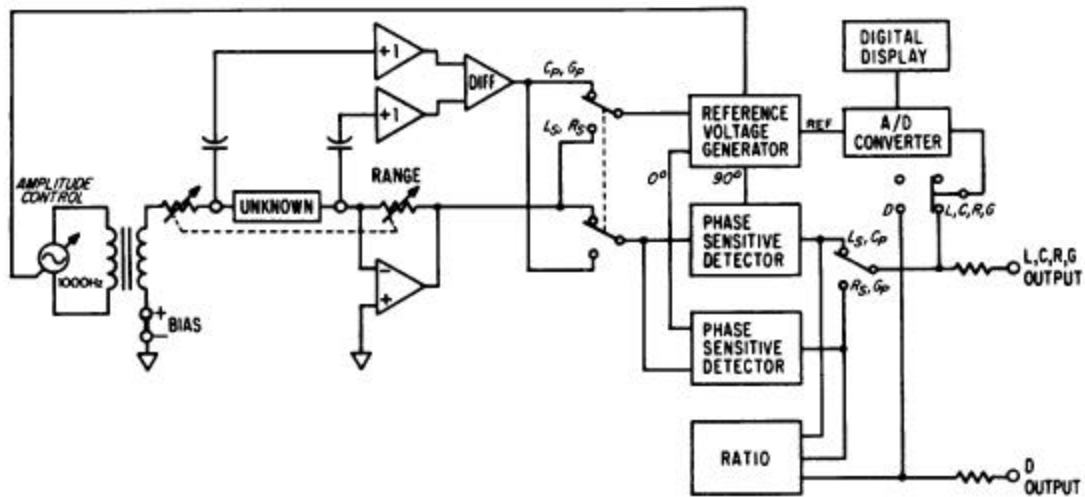 AMPLITUDE
CONTROL
1000Hz
+
−
BIAS
UNKNOWN
RANGE
+1
+1
DIFF
−
+
CP, GP
LS, RS
REFERENCE
VOLTAGE
GENERATOR
REF
0°
90°
DIGITAL
DISPLAY
A/D
CONVERTER
D
L,C,R,G
PHASE
SENSITIVE
DETECTOR
LS, CP
RS, GP
L,C,R,G
OUTPUT
PHASE
SENSITIVE
DETECTOR
RATIO
D
OUTPUT